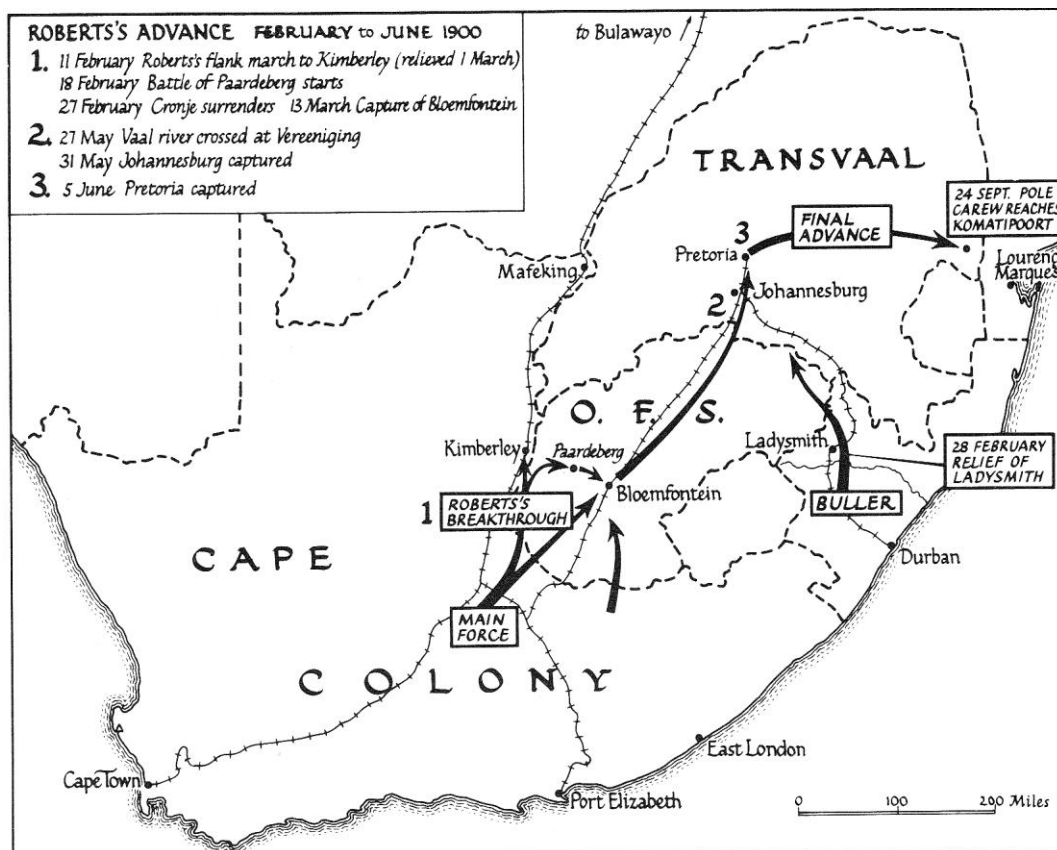 ROBERTS'S ADVANCE FEBRUARY to JUNE 1900
1. 11 February Roberts's flank march to Kimberley (relieved 1 March)
18 February Battle of Paardeberg starts
27 February Cronje surrenders 13 March Capture of Bloemfontein
2. 27 May Vaal river crossed at Vereeniging
31 May Johannesburg captured
3. 5 June Pretoria captured
to Bulawayo
TRANSVAAL
24 SEPT. POLE
CAREW REACHES
KOMATIPOORT
FINAL
ADVANCE
3
Pretoria
Mafeking
Lourenç
Marques
2
Johannesburg
O. F. S.
Kimberley
Paardeberg
Ladysmith
28 FEBRUARY
RELIEF OF
LADYSMITH
Bloemfontein
1
ROBERTS'S
BREAKTHROUGH
BULLER
CAPE
Durban
MAIN
FORCE
COLONY
East London
Cape Town
Port Elizabeth
0 100 200 Miles